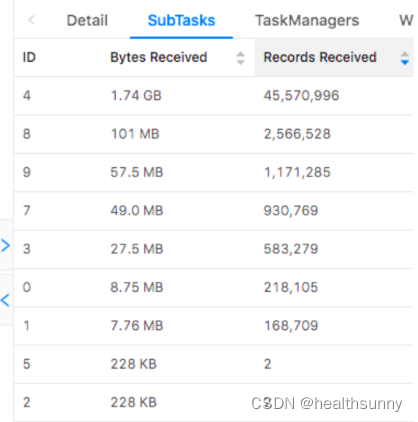 Detail SubTasks TaskManagers W
ID Bytes Received Records Received
4 1.74 GB 45,570,996
8 101 MB 2,566,528
9 57.5 MB 1,171,285
7 49.0 MB 930,769
3 27.5 MB 583,279
0 8.75 MB 218,105
1 7.76 MB 168,709
5 228 KB 2
2 228 KB
CSDN @healthsunny